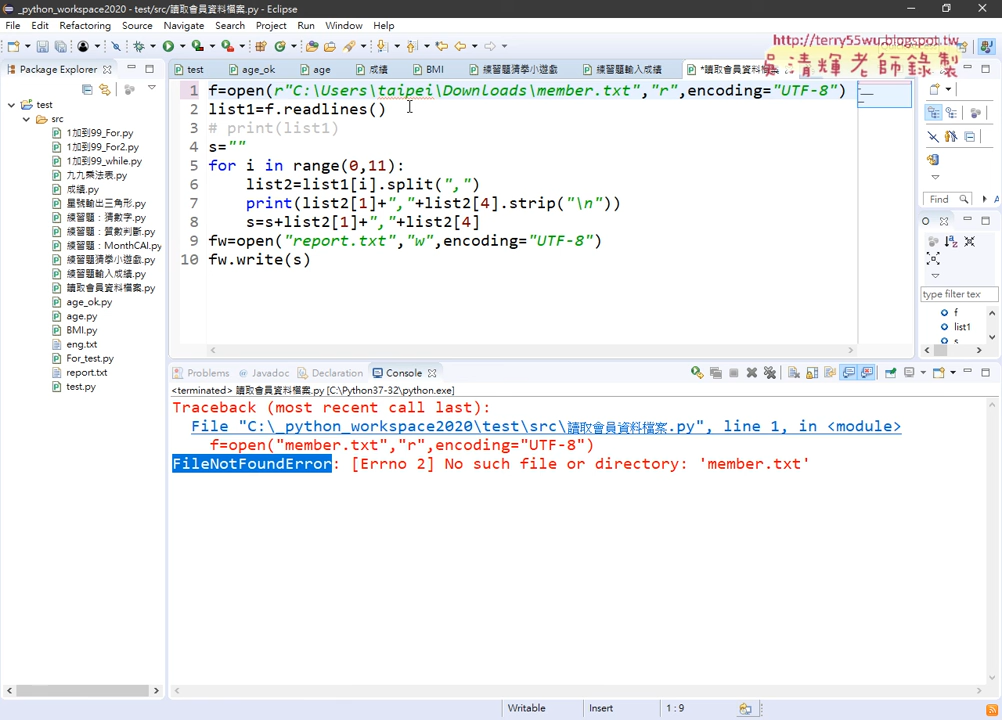 _python_workspace2020 - test/src/讀取會員資料檔案.py - Eclipse
File Edit Refactoring Source Navigate Search Project Run Window Help
http://terry55wu.blogspot.tw
吳清輝老師錄製
Package Explorer
test
src
1加到99_For.py
1加到99_For2.py
1加到99_while.py
九九乘法表.py
成績.py
星號輸出三角形.py
練習題：猜數字.py
練習題：質數判斷.py
練習題：MonthCAl.py
練習題猜拳小遊戲.py
練習題輸入成績.py
讀取會員資料檔案.py
age_ok.py
age.py
BMI.py
eng.txt
For_test.py
report.txt
test.py
test age_ok age 成績 BMI 練習題猜拳小遊戲 練習題輸入成績 *讀取會員資料檔
1 f=open(r"C:\Users\taipei\Downloads\member.txt","r",encoding="UTF-8")
2 list1=f.readlines()
3 # print(list1)
4 s=""
5 for i in range(0,11):
6 list2=list1[i].split(",")
7 print(list2[1]+","+list2[4].strip("\n"))
8 s=s+list2[1]+","+list2[4]
9 fw=open("report.txt","w",encoding="UTF-8")
10 fw.write(s)
Find
A
type filter tex
f
list1
s
Problems Javadoc Declaration Console
<terminated> 讀取會員資料檔案.py [C:\Python37-32\python.exe]
Traceback (most recent call last):
File "C:\_python_workspace2020\test\src\讀取會員資料檔案.py", line 1, in <module>
f=open("member.txt","r",encoding="UTF-8")
FileNotFoundError: [Errno 2] No such file or directory: 'member.txt'
Writable Insert 1 : 9